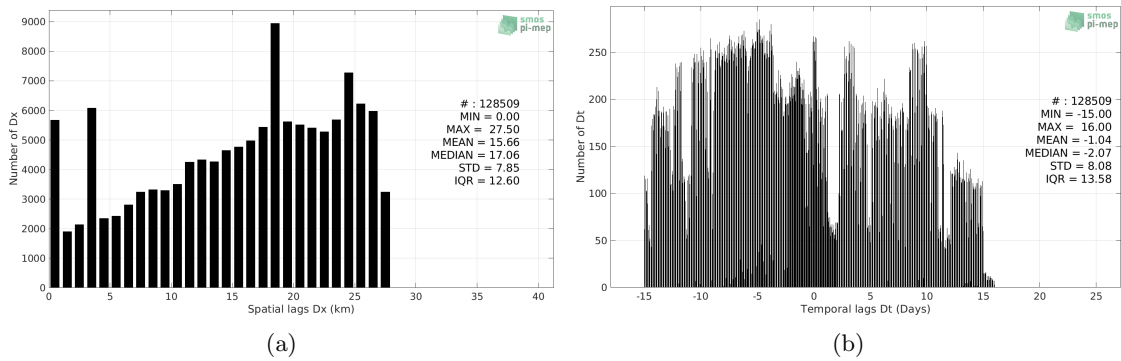 smos
pi-mep
9000
8000
7000
6000
5000
4000
3000
2000
1000
0
Number of Dx
# : 128509
MIN = 0.00
MAX = 27.50
MEAN = 15.66
MEDIAN = 17.06
STD = 7.85
IQR = 12.60
0 5 10 15 20 25 30 35 40
Spatial lags Dx (km)
(a)
smos
pi-mep
250
200
150
100
50
0
Number of Dt
# : 128509
MIN = -15.00
MAX = 16.00
MEAN = -1.04
MEDIAN = -2.07
STD = 8.08
IQR = 13.58
-15 -10 -5 0 5 10 15 20 25
Temporal lags Dt (Days)
(b)